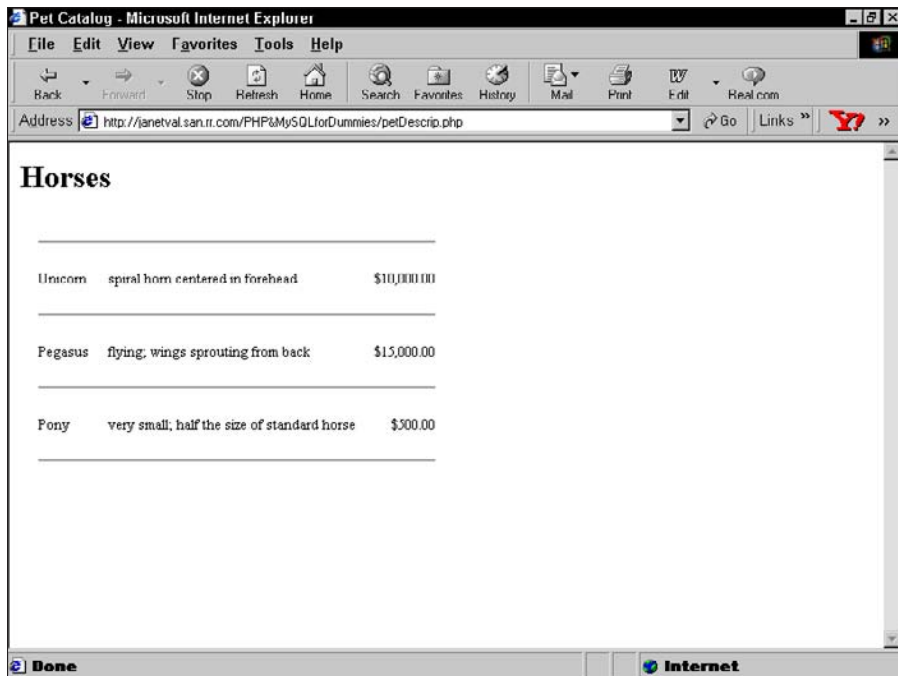 Pet Catalog - Microsoft Internet Explorer
File Edit View Favorites Tools Help
Back Forward Stop Refresh Home Search Favorites History Mail Print Edit Real.com
Address http://janetval.san.rr.com/PHP&MySQLforDummies/petDescrip.php Go Links Y! »
Horses
Unicorn spiral horn centered in forehead $10,000.00
Pegasus flying; wings sprouting from back $15,000.00
Pony very small; half the size of standard horse $500.00
Done Internet